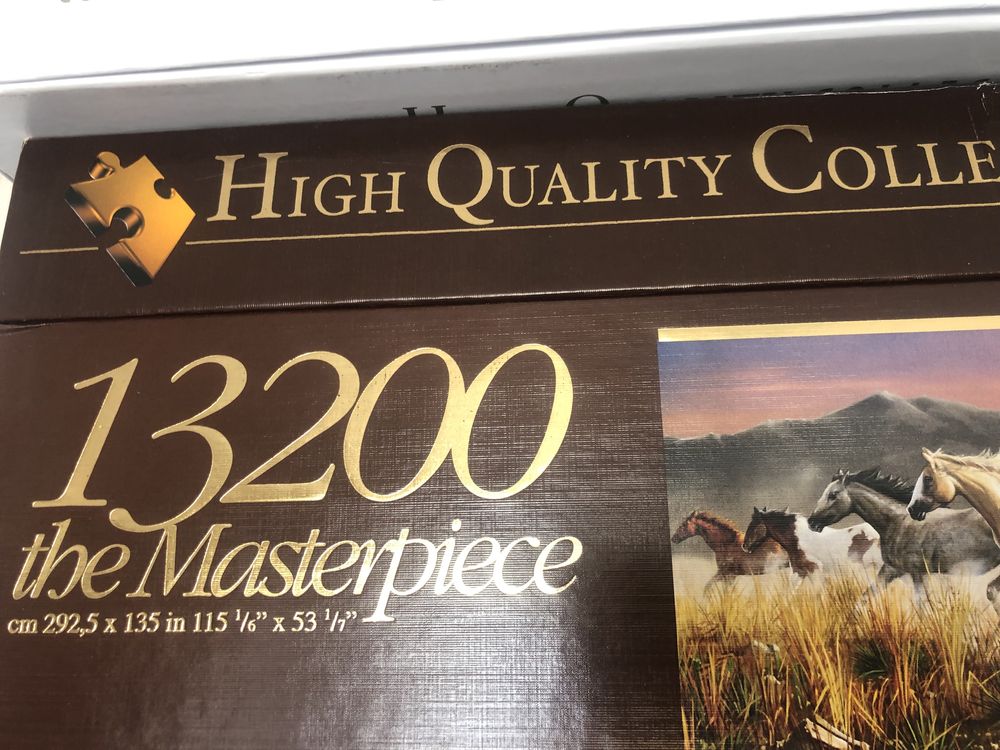 HIGH QUALITY COLLE
13200
the Masterpiece
cm 292,5 x 135 in 115 1/6” x 53 1/7”